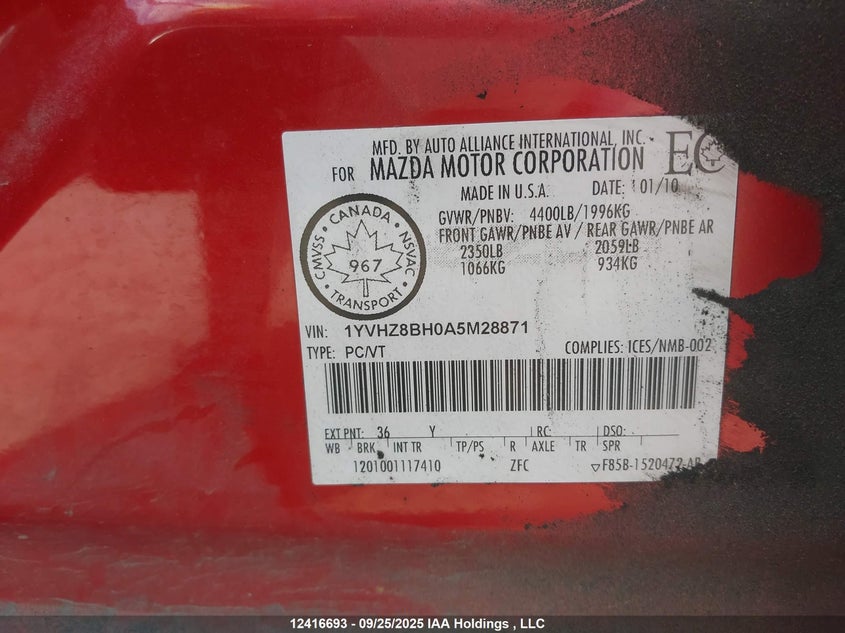 MFD. BY AUTO ALLIANCE INTERNATIONAL, INC.
FOR MAZDA MOTOR CORPORATION
EC
MADE IN U.S.A. DATE: 01/10
GVWR/PNBV: 4400LB/1996KG
FRONT GAWR/PNBE AV / REAR GAWR/PNBE AR
2350LB 2059LB
1066KG 934KG
CANADA
CMVSS NSVAC
967
TRANSPORT
VIN: 1YVHZ8BH0A5M28871
TYPE: PC/VT COMPLIES: ICES/NMB-002
EXT PNT: 36 Y RC: DSO:
WB BRK INT TR TP/PS R AXLE TR SPR
1201001117410 ZFC F85B-1520472-AB
12416693 - 09/25/2025 IAA Holdings , LLC